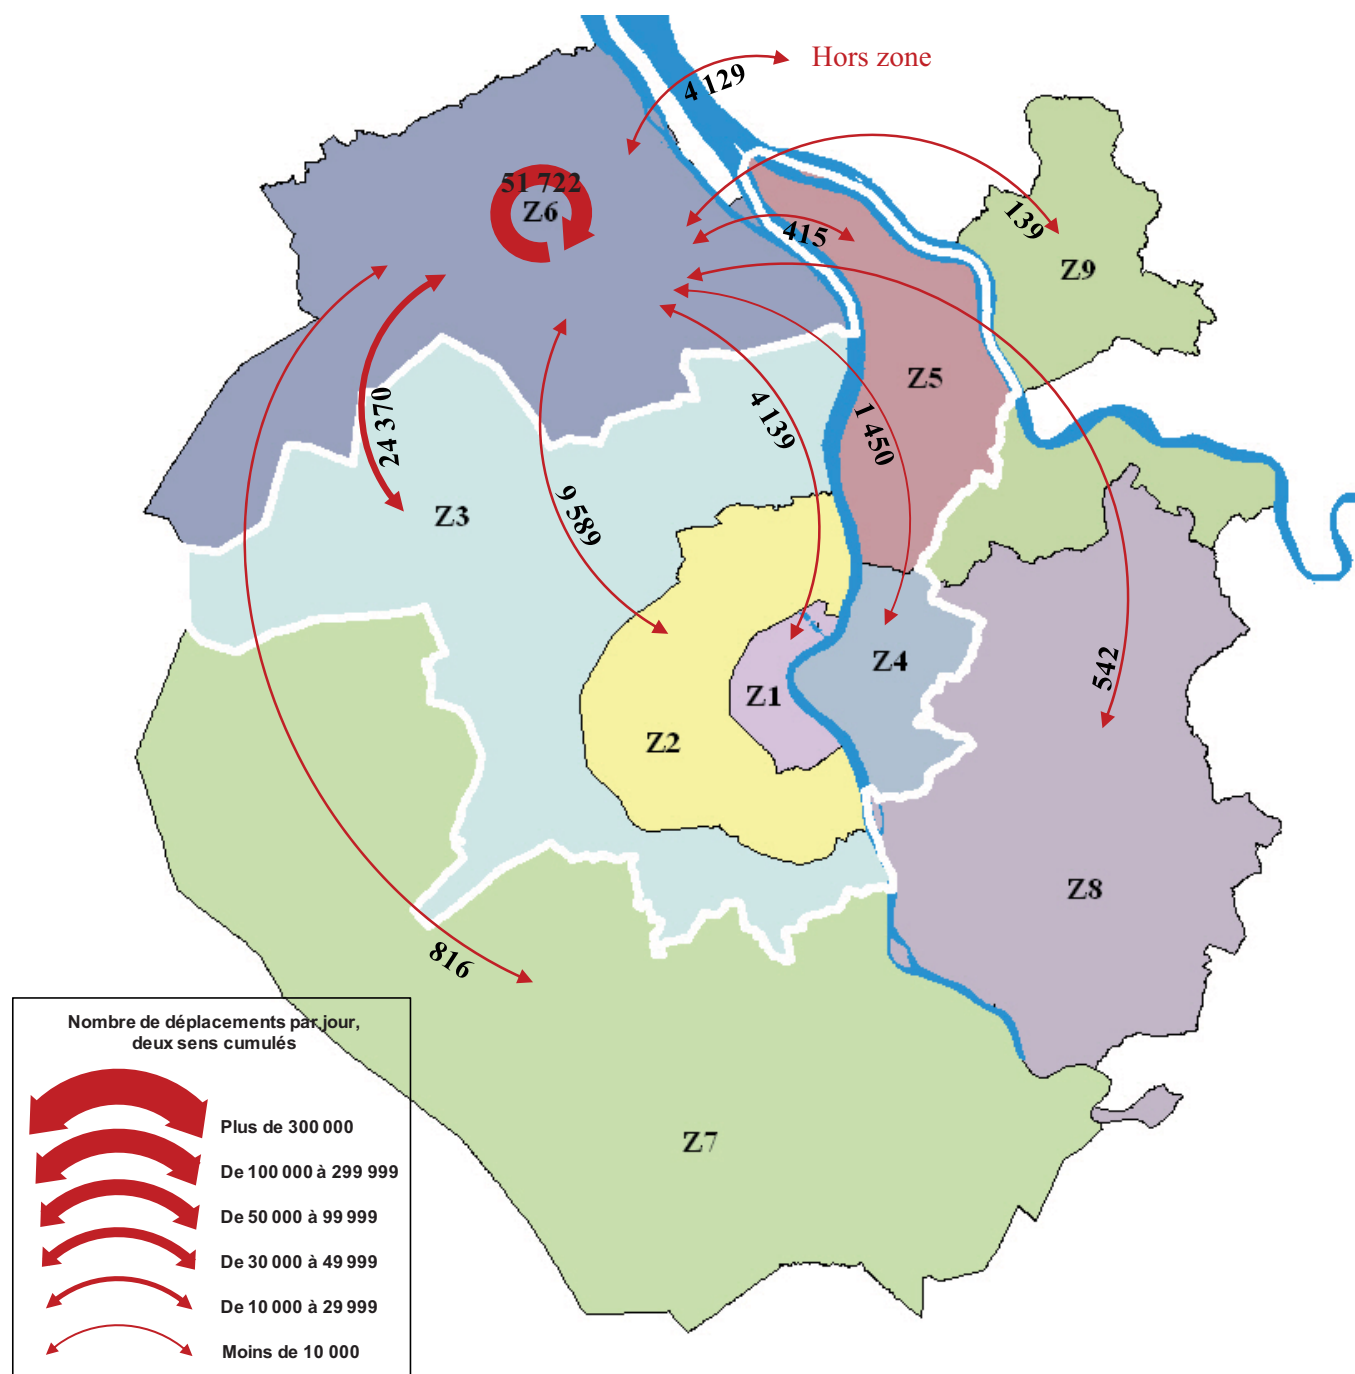 Hors zone
4 129
51 722
Z6
139
415
Z9
Z5
24 370
4 139
1 450
Z3
9 589
Z4
542
Z1
Z2
Z8
816
Nombre de déplacements par jour,
deux sens cumulés
Plus de 300 000
Z7
De 100 000 à 299 999
De 50 000 à 99 999
De 30 000 à 49 999
De 10 000 à 29 999
Moins de 10 000